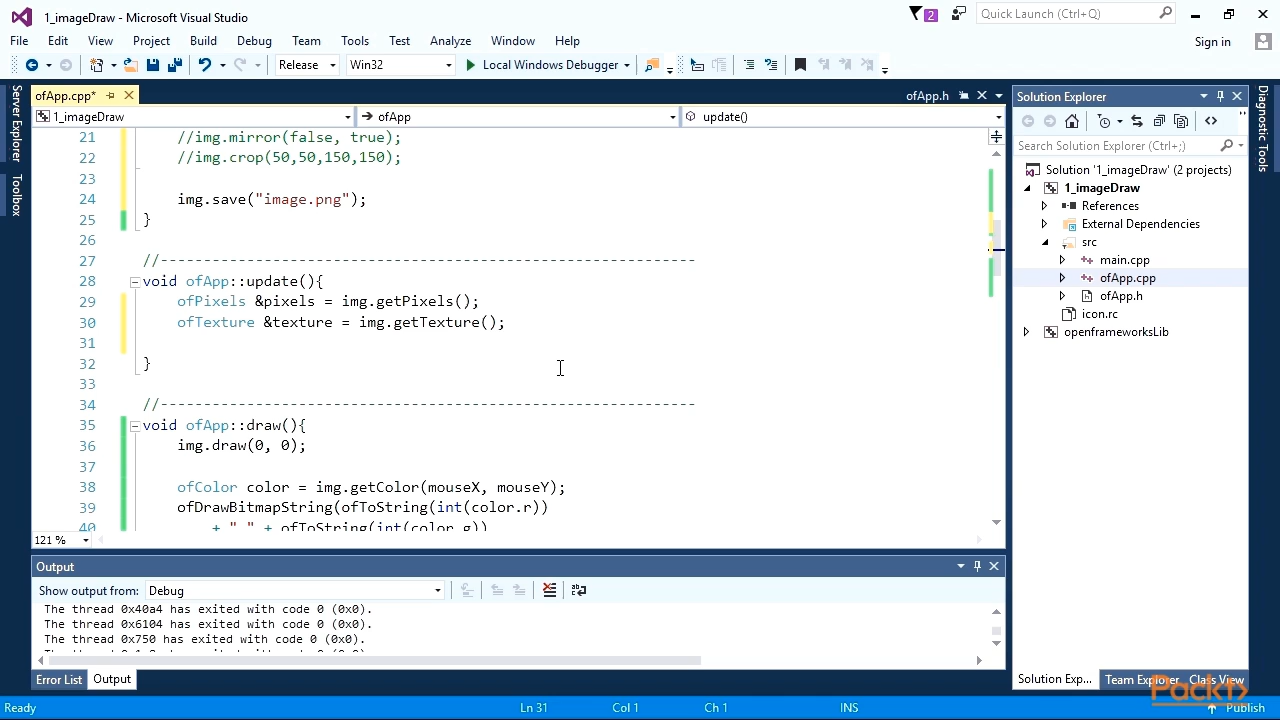 1_imageDraw - Microsoft Visual Studio
2
Quick Launch (Ctrl+Q)
File Edit View Project Build Debug Team Tools Test Analyze Window Help
Sign in
Release Win32 Local Windows Debugger
Server Explorer
Toolbox
ofApp.cpp*
ofApp.h
1_imageDraw
ofApp
update()
21 //img.mirror(false, true);
22 //img.crop(50,50,150,150);
23
24 img.save("image.png");
25 }
26
27 //--------------------------------------------------------------
28 void ofApp::update(){
29 ofPixels &pixels = img.getPixels();
30 ofTexture &texture = img.getTexture();
31
32 }
33
34 //--------------------------------------------------------------
35 void ofApp::draw(){
36 img.draw(0, 0);
37
38 ofColor color = img.getColor(mouseX, mouseY);
39 ofDrawBitmapString(ofToString(int(color.r))
40 + " " + ofToString(int(color.g))
121 %
Solution Explorer
Search Solution Explorer (Ctrl+;)
Solution '1_imageDraw' (2 projects)
1_imageDraw
References
External Dependencies
src
main.cpp
ofApp.cpp
ofApp.h
icon.rc
openframeworksLib
Diagnostic Tools
Output
Show output from: Debug
The thread 0x40a4 has exited with code 0 (0x0).
The thread 0x6104 has exited with code 0 (0x0).
The thread 0x750 has exited with code 0 (0x0).
Error List Output
Solution Exp... Team Explorer Class View
Packt
Ready Ln 31 Col 1 Ch 1 INS Publish